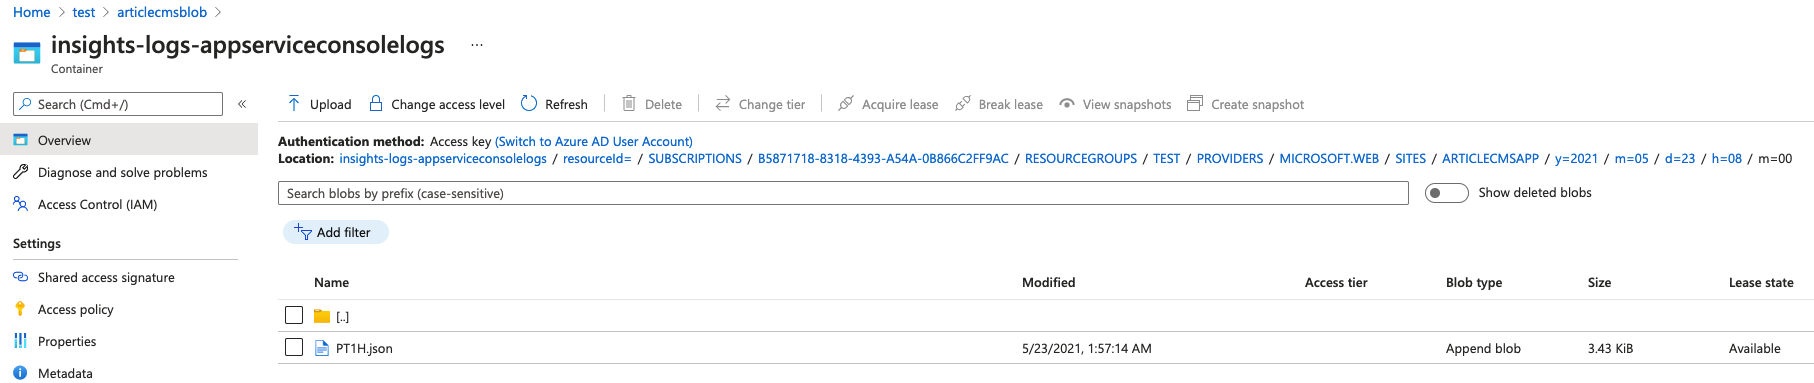 Home > test > articlecmsblob >
insights-logs-appserviceconsolelogs ...
Container
Search (Cmd+/) «
Upload Change access level Refresh Delete Change tier Acquire lease Break lease View snapshots Create snapshot
Overview
Diagnose and solve problems
Access Control (IAM)
Settings
Shared access signature
Access policy
Properties
Metadata
Authentication method: Access key (Switch to Azure AD User Account)
Location: insights-logs-appserviceconsolelogs / resourceId= / SUBSCRIPTIONS / B5871718-8318-4393-A54A-0B866C2FF9AC / RESOURCEGROUPS / TEST / PROVIDERS / MICROSOFT.WEB / SITES / ARTICLECMSAPP / y=2021 / m=05 / d=23 / h=08 / m=00
Search blobs by prefix (case-sensitive) Show deleted blobs
Add filter
Name Modified Access tier Blob type Size Lease state
[..]
PT1H.json 5/23/2021, 1:57:14 AM Append blob 3.43 KiB Available